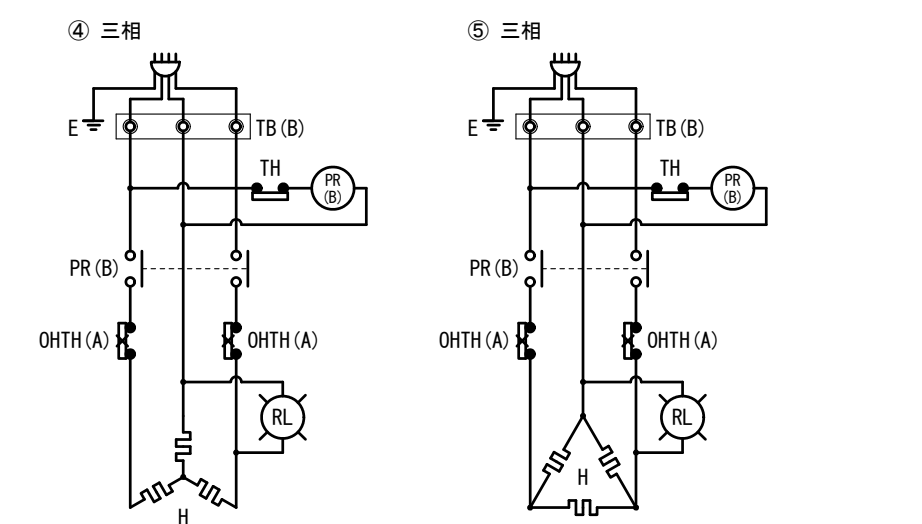 ④ 三相
E
TB(B)
TH
PR
(B)
PR(B)
OHTH(A)
OHTH(A)
RL
H
⑤ 三相
E
TB(B)
TH
PR
(B)
PR(B)
OHTH(A)
OHTH(A)
RL
H